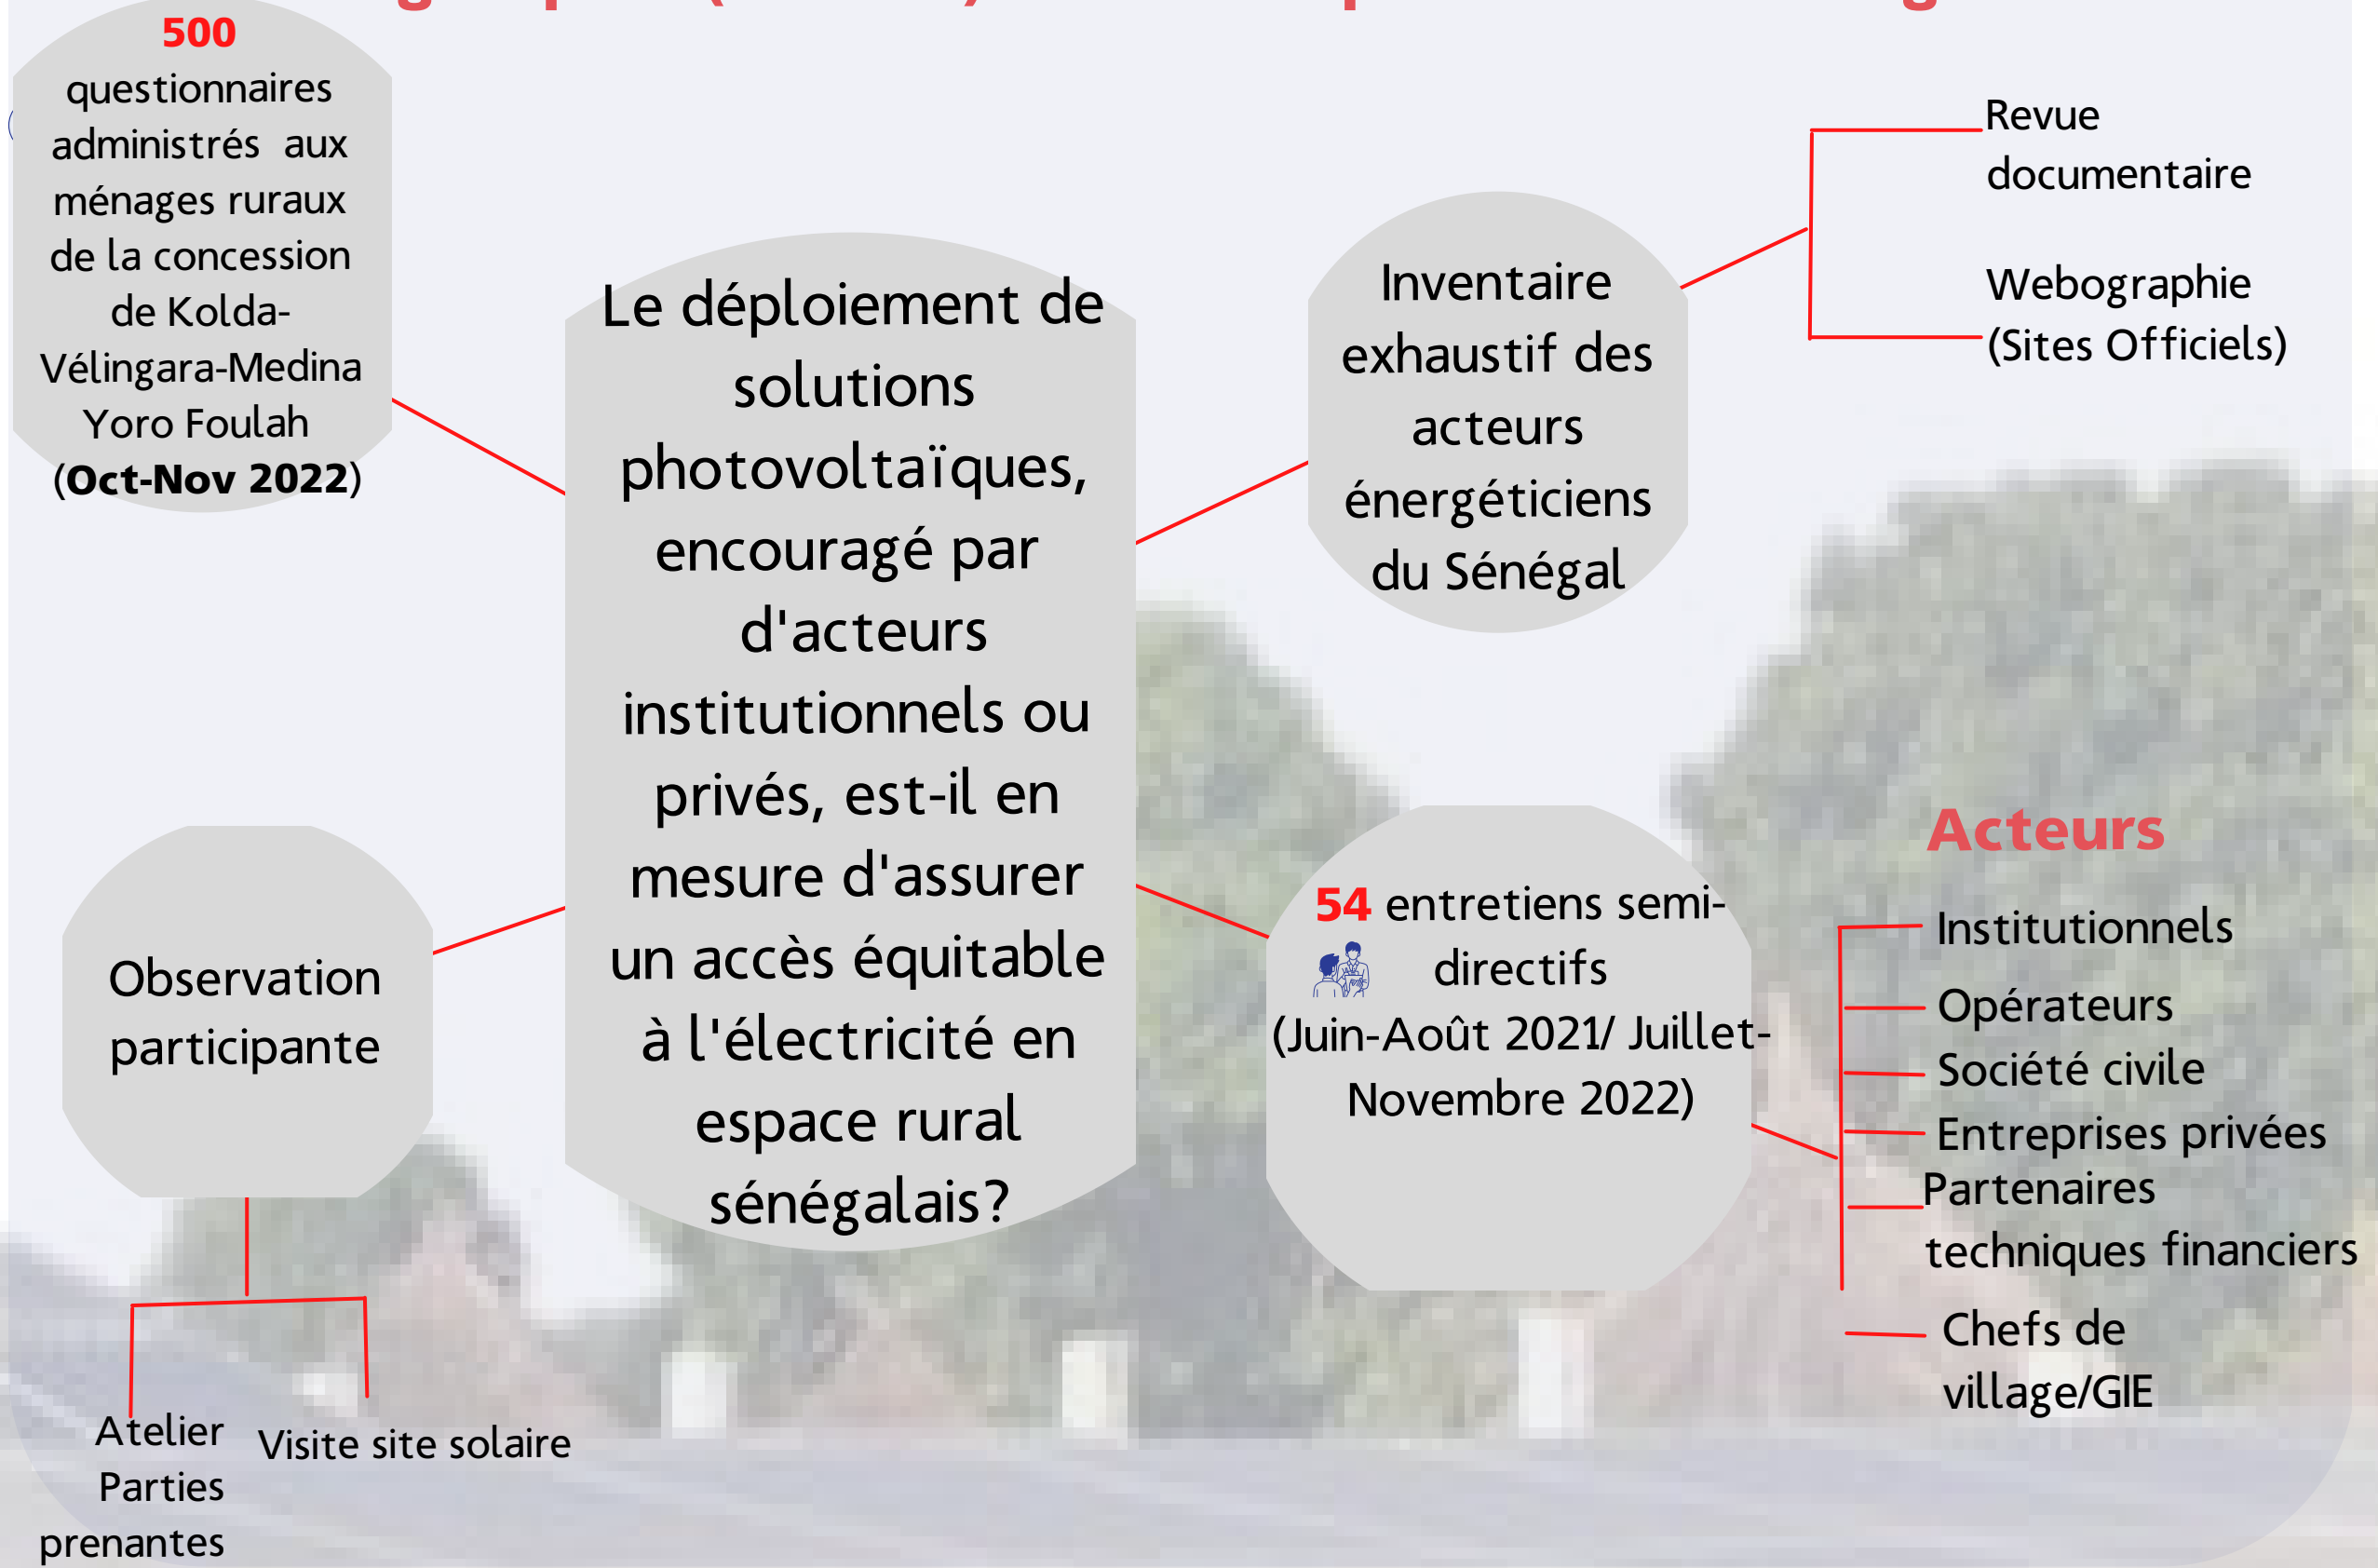 500
questionnaires
administrés aux
ménages ruraux
de la concession
de Kolda-
Vélingara-Medina
Yoro Foulah
(Oct-Nov 2022)
Le déploiement de
solutions
photovoltaïques,
encouragé par
d'acteurs
institutionnels ou
privés, est-il en
mesure d'assurer
un accès équitable
à l'électricité en
espace rural
sénégalais?
Inventaire
exhaustif des
acteurs
énergéticiens
du Sénégal
Revue
documentaire
Webographie
(Sites Officiels)
Observation
participante
Atelier
Parties
prenantes
Visite site solaire
54 entretiens semi-
directifs
(Juin-Août 2021/ Juillet-
Novembre 2022)
Acteurs
Institutionnels
Opérateurs
Société civile
Entreprises privées
Partenaires
techniques financiers
Chefs de
village/GIE